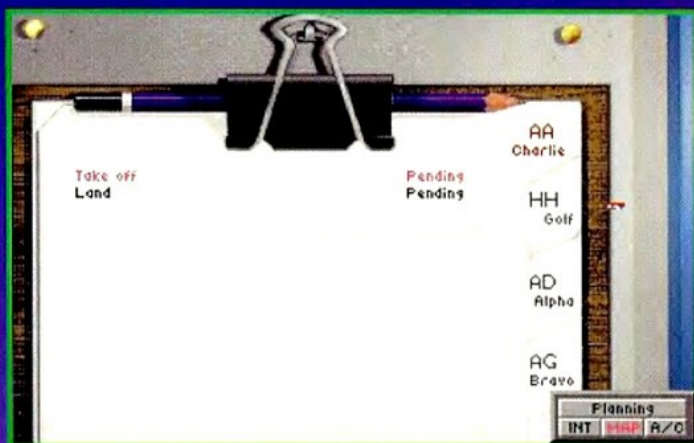 Take off Pending
Land Pending
AA
Charlie
HH
Golf
AD
Alpha
AG
Bravo
Planning
INT MAP A/C